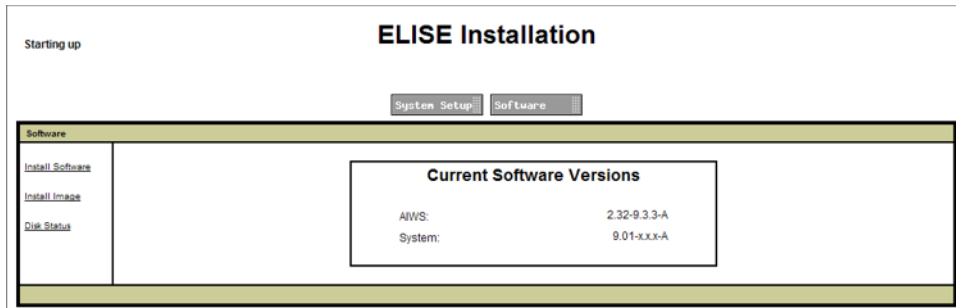 Starting up
ELISE Installation
System Setup
Software
Software
Install Software
Install Image
Disk Status
Current Software Versions
AIWS: 2.32-9.3.3-A
System: 9.01-x.x.x-A